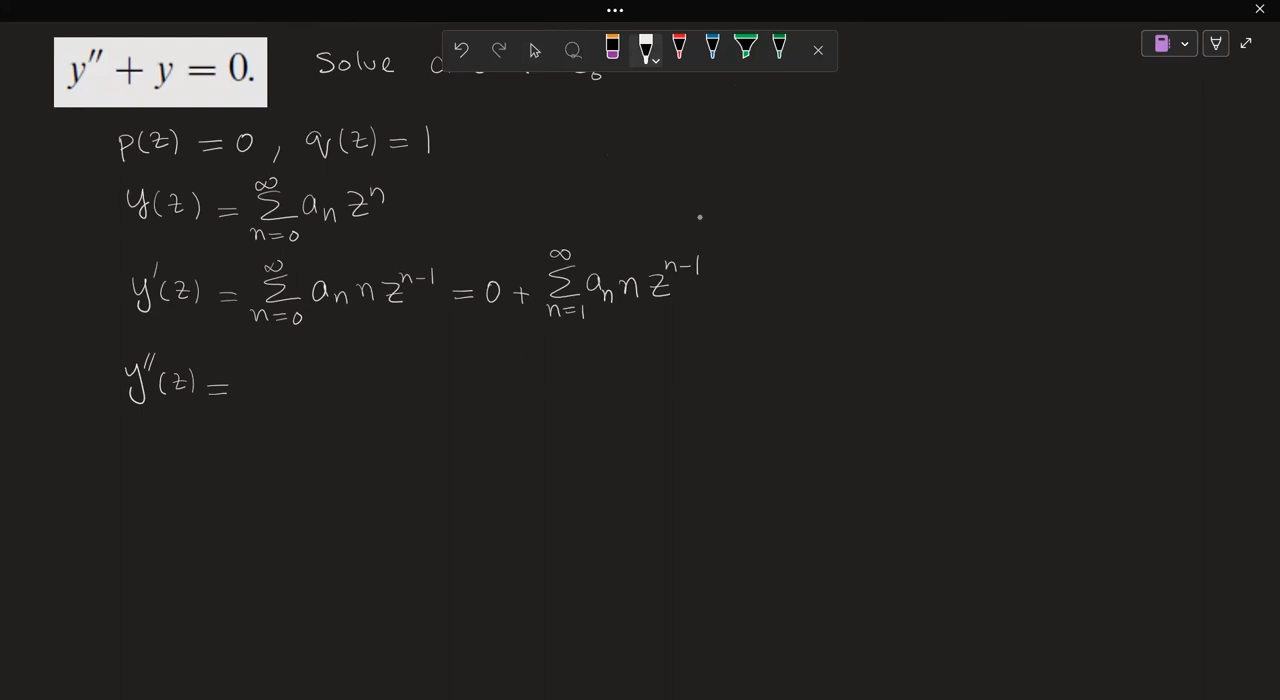 y″ + y = 0. Solve
p(z) = 0, q(z) = 1
y(z) = ∑_{n=0}^{∞} a_n z^n
y′(z) = ∑_{n=0}^{∞} a_n n z^{n-1} = 0 + ∑_{n=1}^{∞} a_n n z^{n-1}
y″(z) =